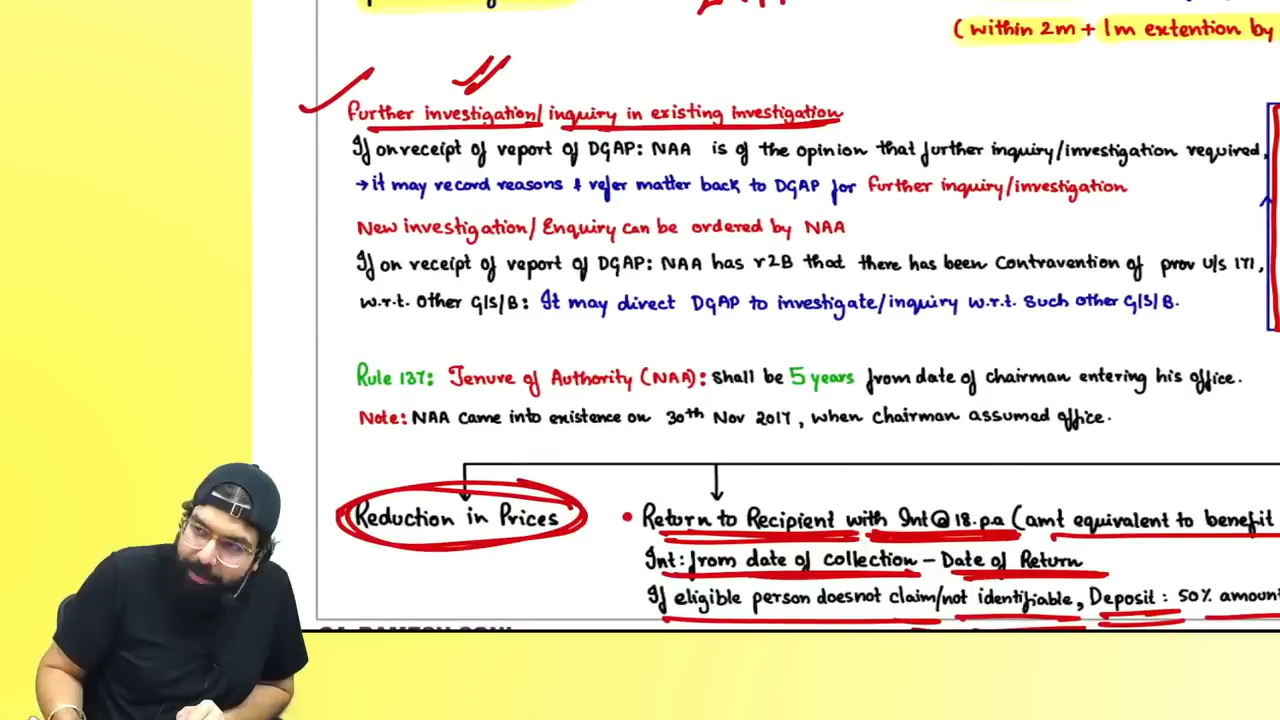 (within 2m + 1m extention by
Further investigation/ inquiry in existing investigation
If on receipt of report of DGAP: NAA is of the opinion that further inquiry/investigation required,
→ it may record reasons & refer matter back to DGAP for further inquiry/investigation
New investigation/ Enquiry can be ordered by NAA
If on receipt of report of DGAP: NAA has r2B that there has been Contravention of prov u/s 171,
w.r.t. other G/S/B: It may direct DGAP to investigate/inquiry w.r.t. Such other G/S/B.
Rule 137: Tenure of Authority (NAA): Shall be 5 years from date of chairman entering his office.
Note: NAA came into existence on 30th Nov 2017, when chairman assumed office.
Reduction in Prices
• Return to Recipient with Int@ 18.p.a (amt equivalent to benefit
Int: from date of collection – Date of Return
If eligible person doesnot claim/not identifiable, Deposit: 50% amount